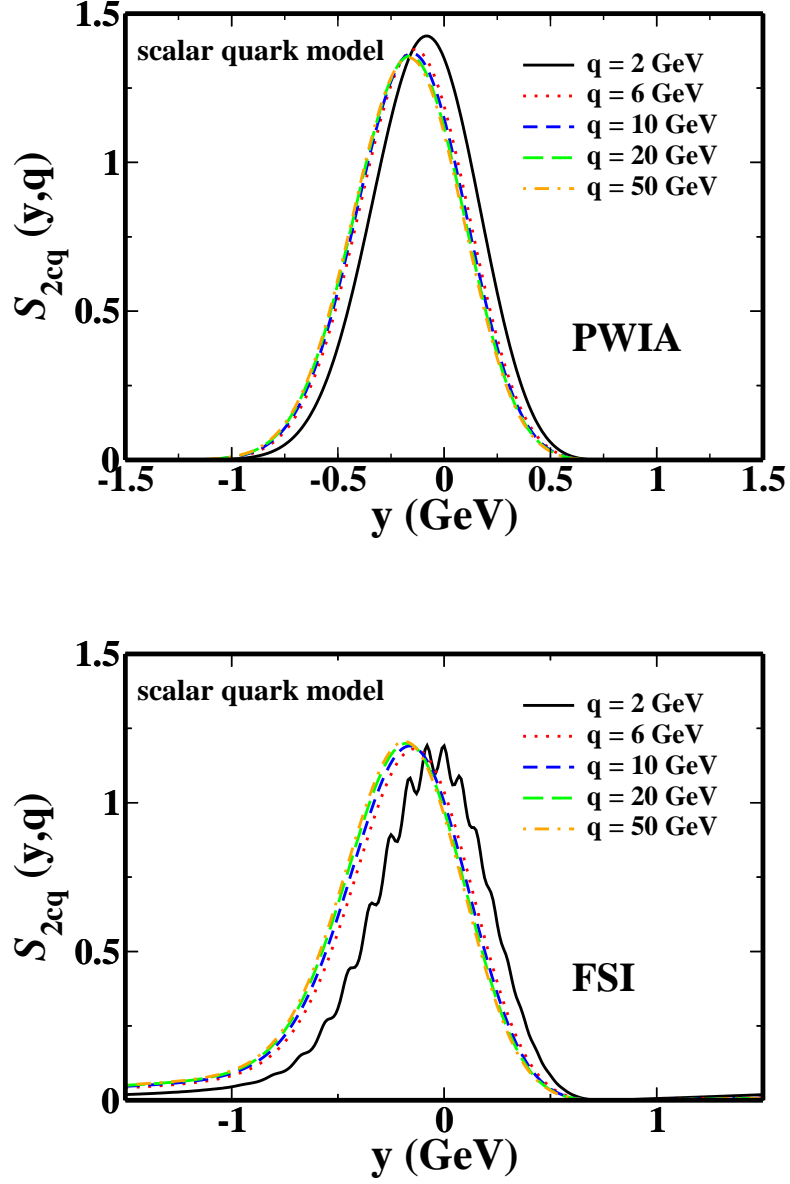 1.5
scalar quark model
q = 2 GeV
q = 6 GeV
q = 10 GeV
q = 20 GeV
q = 50 GeV
1
S2cq (y,q)
0.5
PWIA
0
-1.5 -1 -0.5 0 0.5 1 1.5
y (GeV)
1.5
scalar quark model
q = 2 GeV
q = 6 GeV
q = 10 GeV
q = 20 GeV
q = 50 GeV
1
S2cq (y,q)
0.5
FSI
0
-1 0 1
y (GeV)